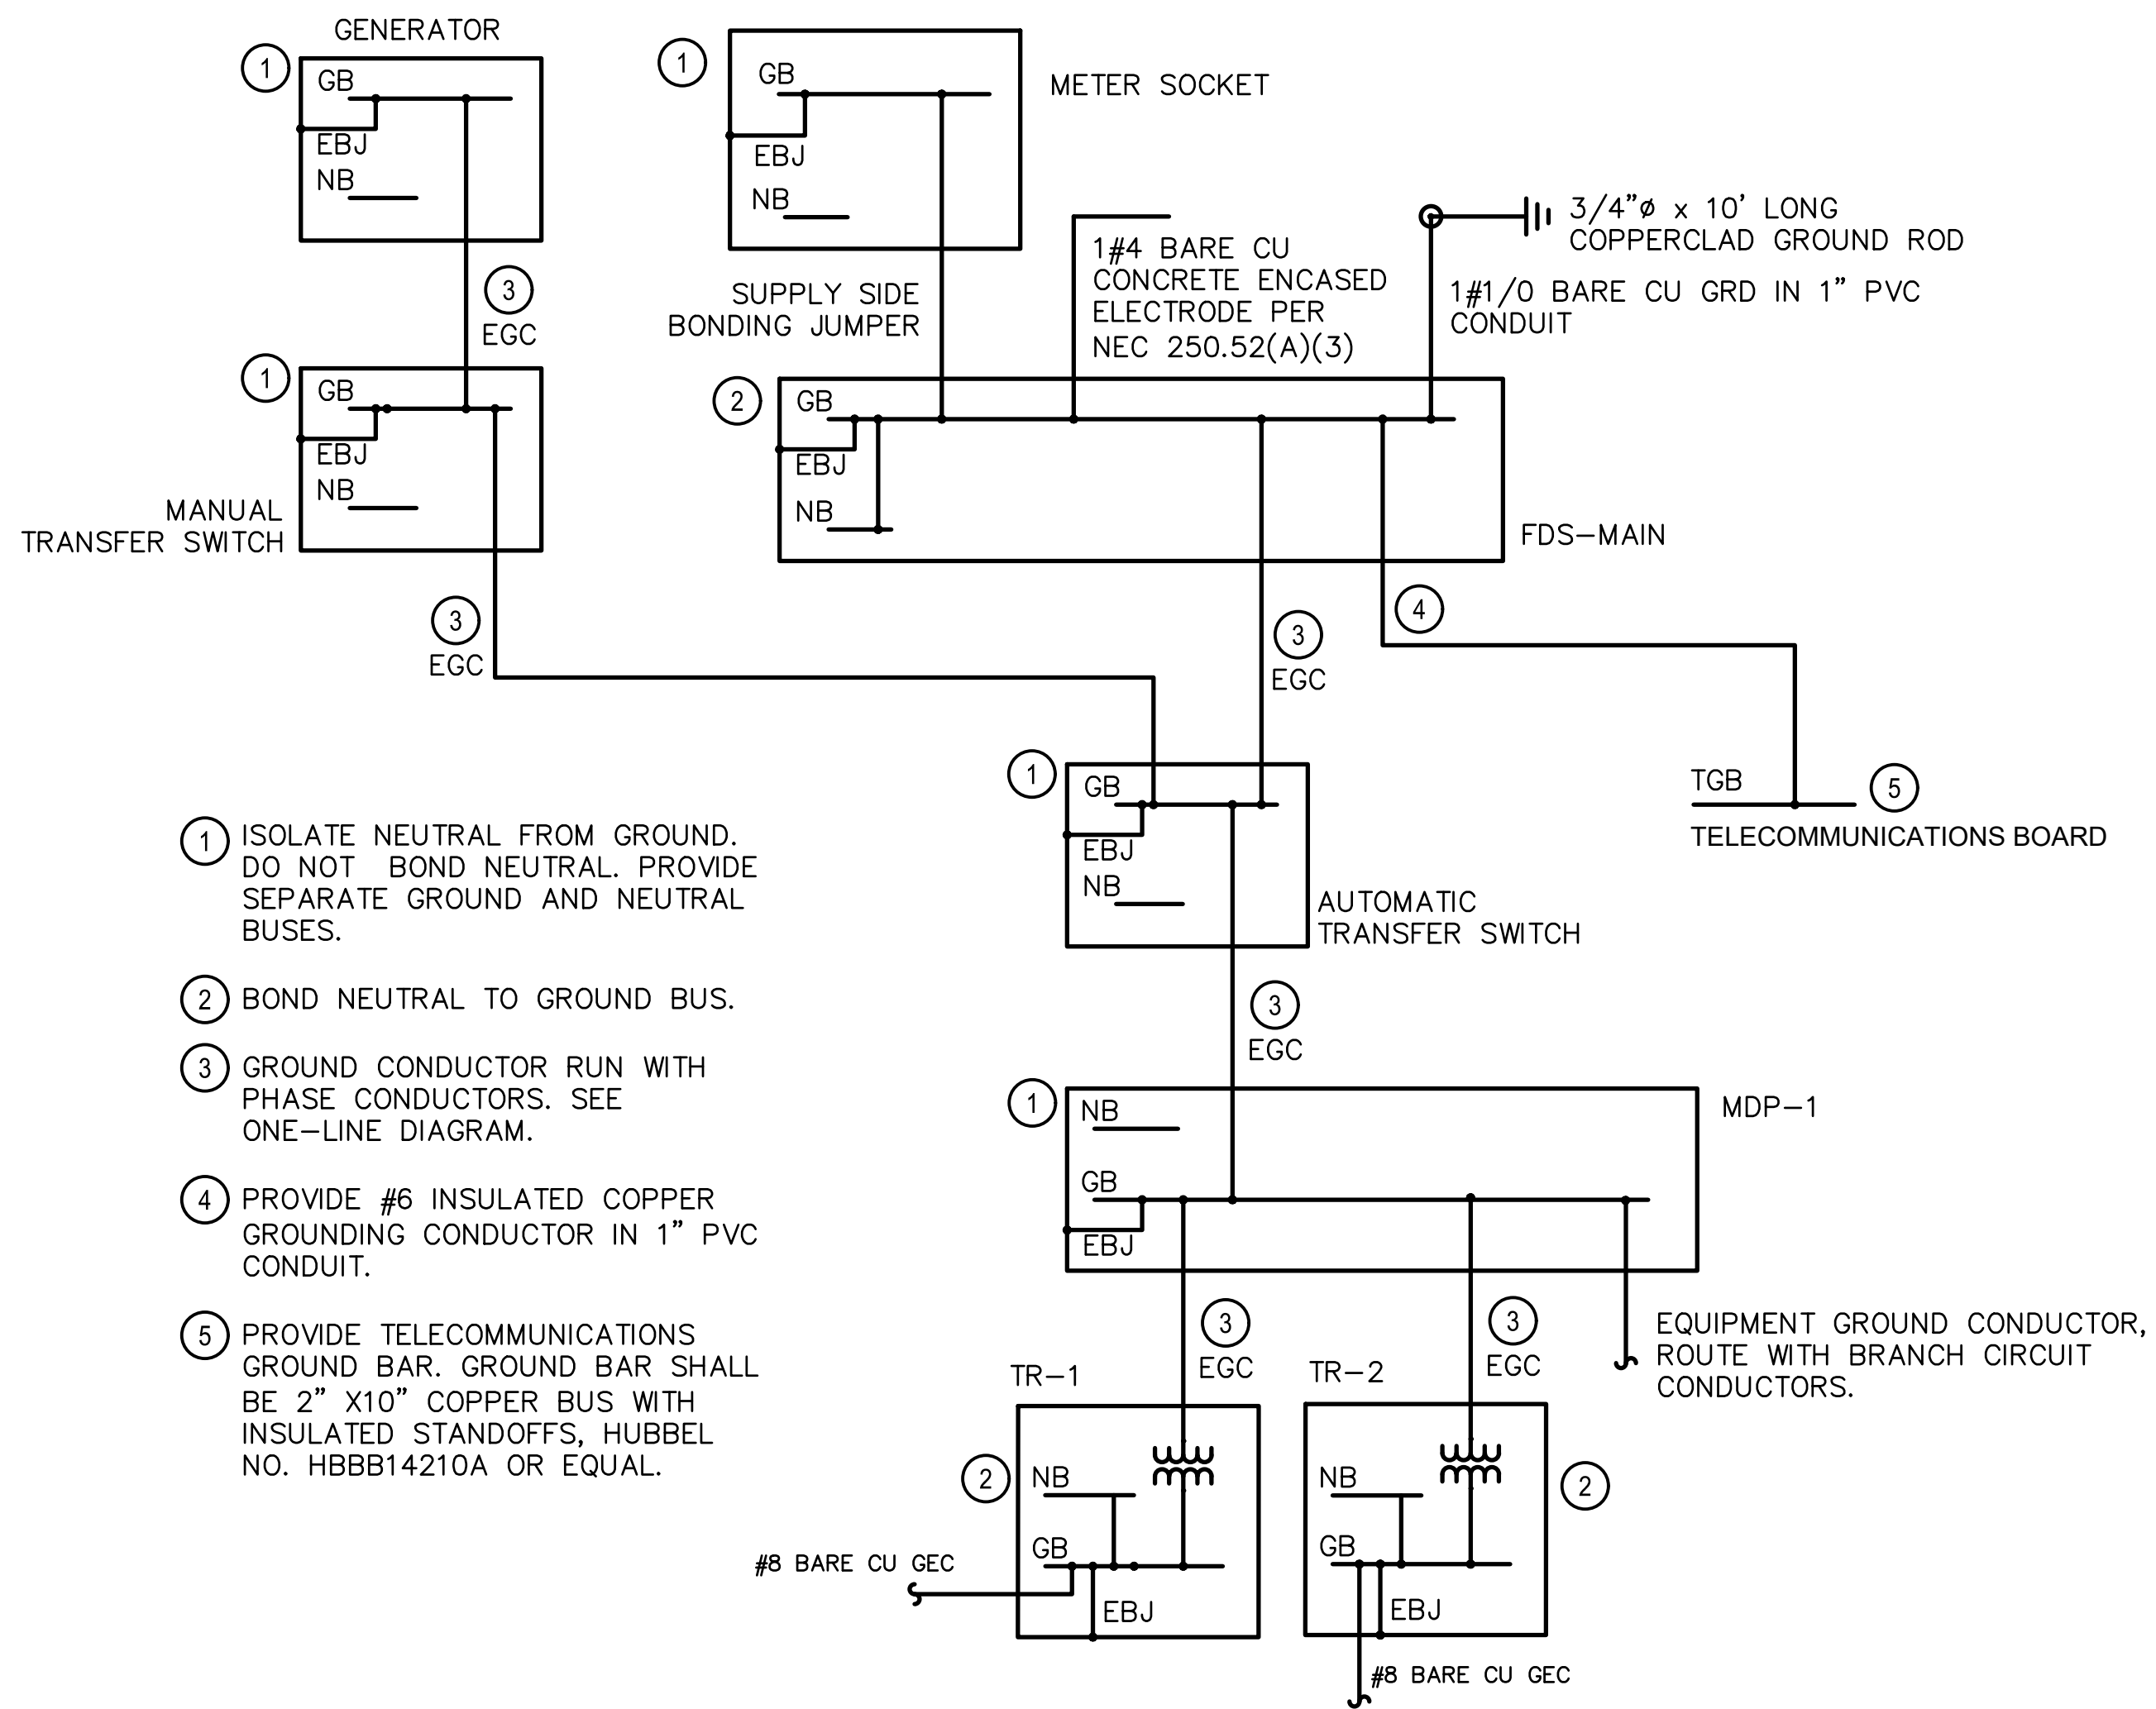 GENERATOR
1
GB
EBJ
NB
1
GB
EBJ
NB
METER SOCKET
3
EGC
SUPPLY SIDE
BONDING JUMPER
1#4 BARE CU
CONCRETE ENCASED
ELECTRODE PER
NEC 250.52(A)(3)
3/4"ø x 10' LONG
COPPERCLAD GROUND ROD
1#1/0 BARE CU GRD IN 1" PVC
CONDUIT
1
GB
EBJ
NB
MANUAL
TRANSFER SWITCH
2
GB
EBJ
NB
FDS-MAIN
3
EGC
3
EGC
4
1
GB
EBJ
NB
AUTOMATIC
TRANSFER SWITCH
TGB
5
TELECOMMUNICATIONS BOARD
1 ISOLATE NEUTRAL FROM GROUND.
DO NOT BOND NEUTRAL. PROVIDE
SEPARATE GROUND AND NEUTRAL
BUSES.
2 BOND NEUTRAL TO GROUND BUS.
3 GROUND CONDUCTOR RUN WITH
PHASE CONDUCTORS. SEE
ONE-LINE DIAGRAM.
4 PROVIDE #6 INSULATED COPPER
GROUNDING CONDUCTOR IN 1" PVC
CONDUIT.
5 PROVIDE TELECOMMUNICATIONS
GROUND BAR. GROUND BAR SHALL
BE 2" X10" COPPER BUS WITH
INSULATED STANDOFFS, HUBBEL
NO. HBBB14210A OR EQUAL.
3
EGC
1
NB
GB
EBJ
MDP-1
3
EGC
3
EGC
EQUIPMENT GROUND CONDUCTOR,
ROUTE WITH BRANCH CIRCUIT
CONDUCTORS.
TR-1
2
NB
GB
EBJ
#8 BARE CU GEC
TR-2
NB
GB
EBJ
2
#8 BARE CU GEC